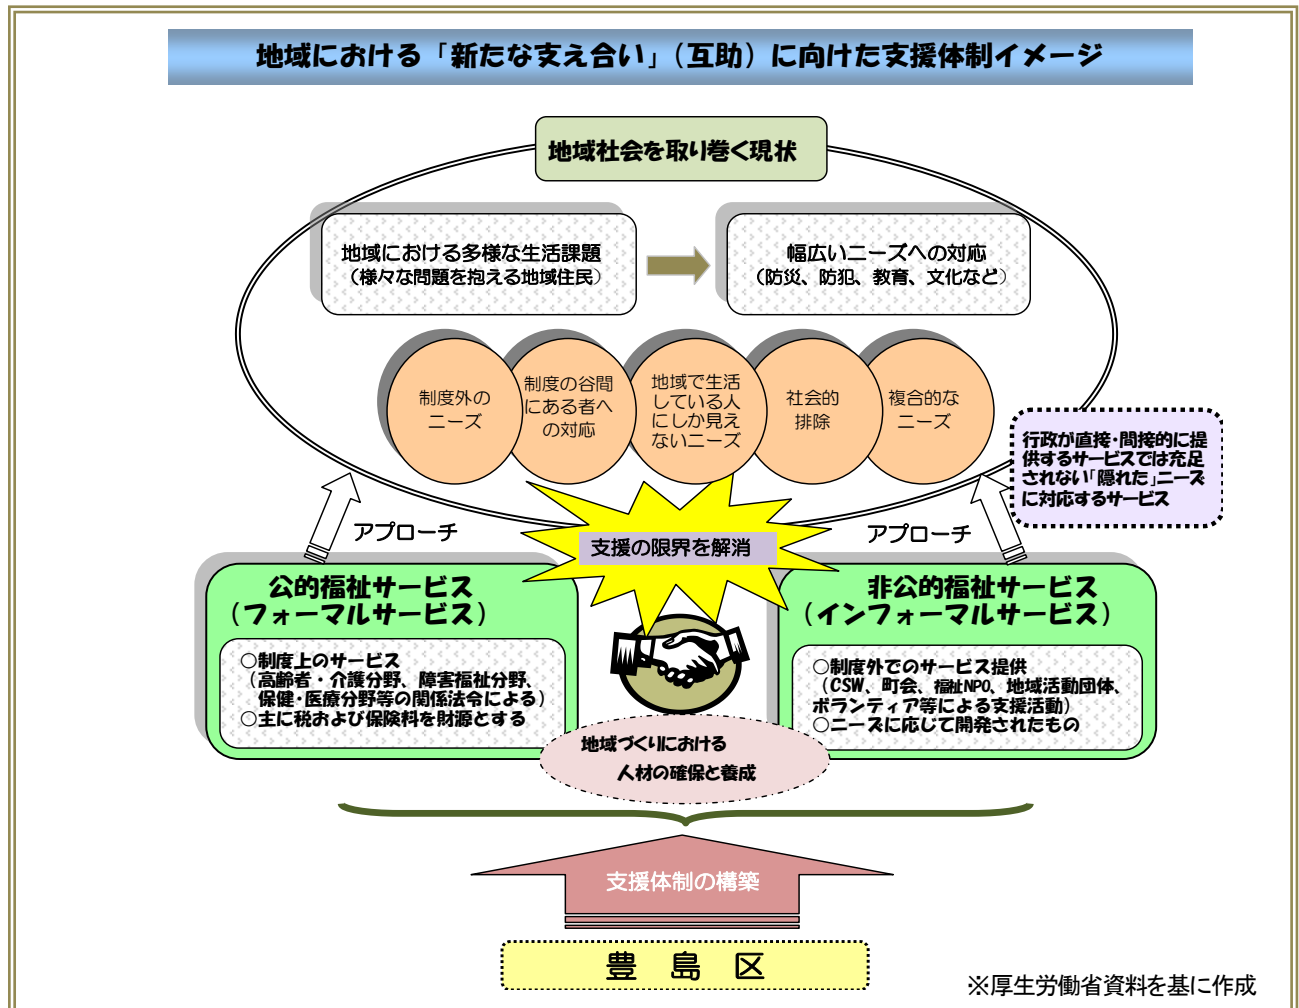 地域における「新たな支え合い」（互助）に向けた支援体制イメージ
地域社会を取り巻く現状
地域における多様な生活課題
（様々な問題を抱える地域住民）
幅広いニーズへの対応
（防災、防犯、教育、文化など）
制度外の
ニーズ
制度の谷間
にある者へ
の対応
地域で生活
している人
にしか見え
ないニーズ
社会的
排除
複合的な
ニーズ
行政が直接・間接的に提
供するサービスでは充足
されない「隠れた」ニーズ
に対応するサービス
アプローチ
アプローチ
支援の限界を解消
公的福祉サービス
（フォーマルサービス）
○制度上のサービス
（高齢者・介護分野、障害福祉分野、
保健・医療分野等の関係法令による）
○主に税および保険料を財源とする
非公的福祉サービス
（インフォーマルサービス）
○制度外でのサービス提供
（CSW、町会、福祉NPO、地域活動団体、
ボランティア等による支援活動）
○ニーズに応じて開発されたもの
地域づくりにおける
人材の確保と養成
支援体制の構築
豊島区
※厚生労働省資料を基に作成